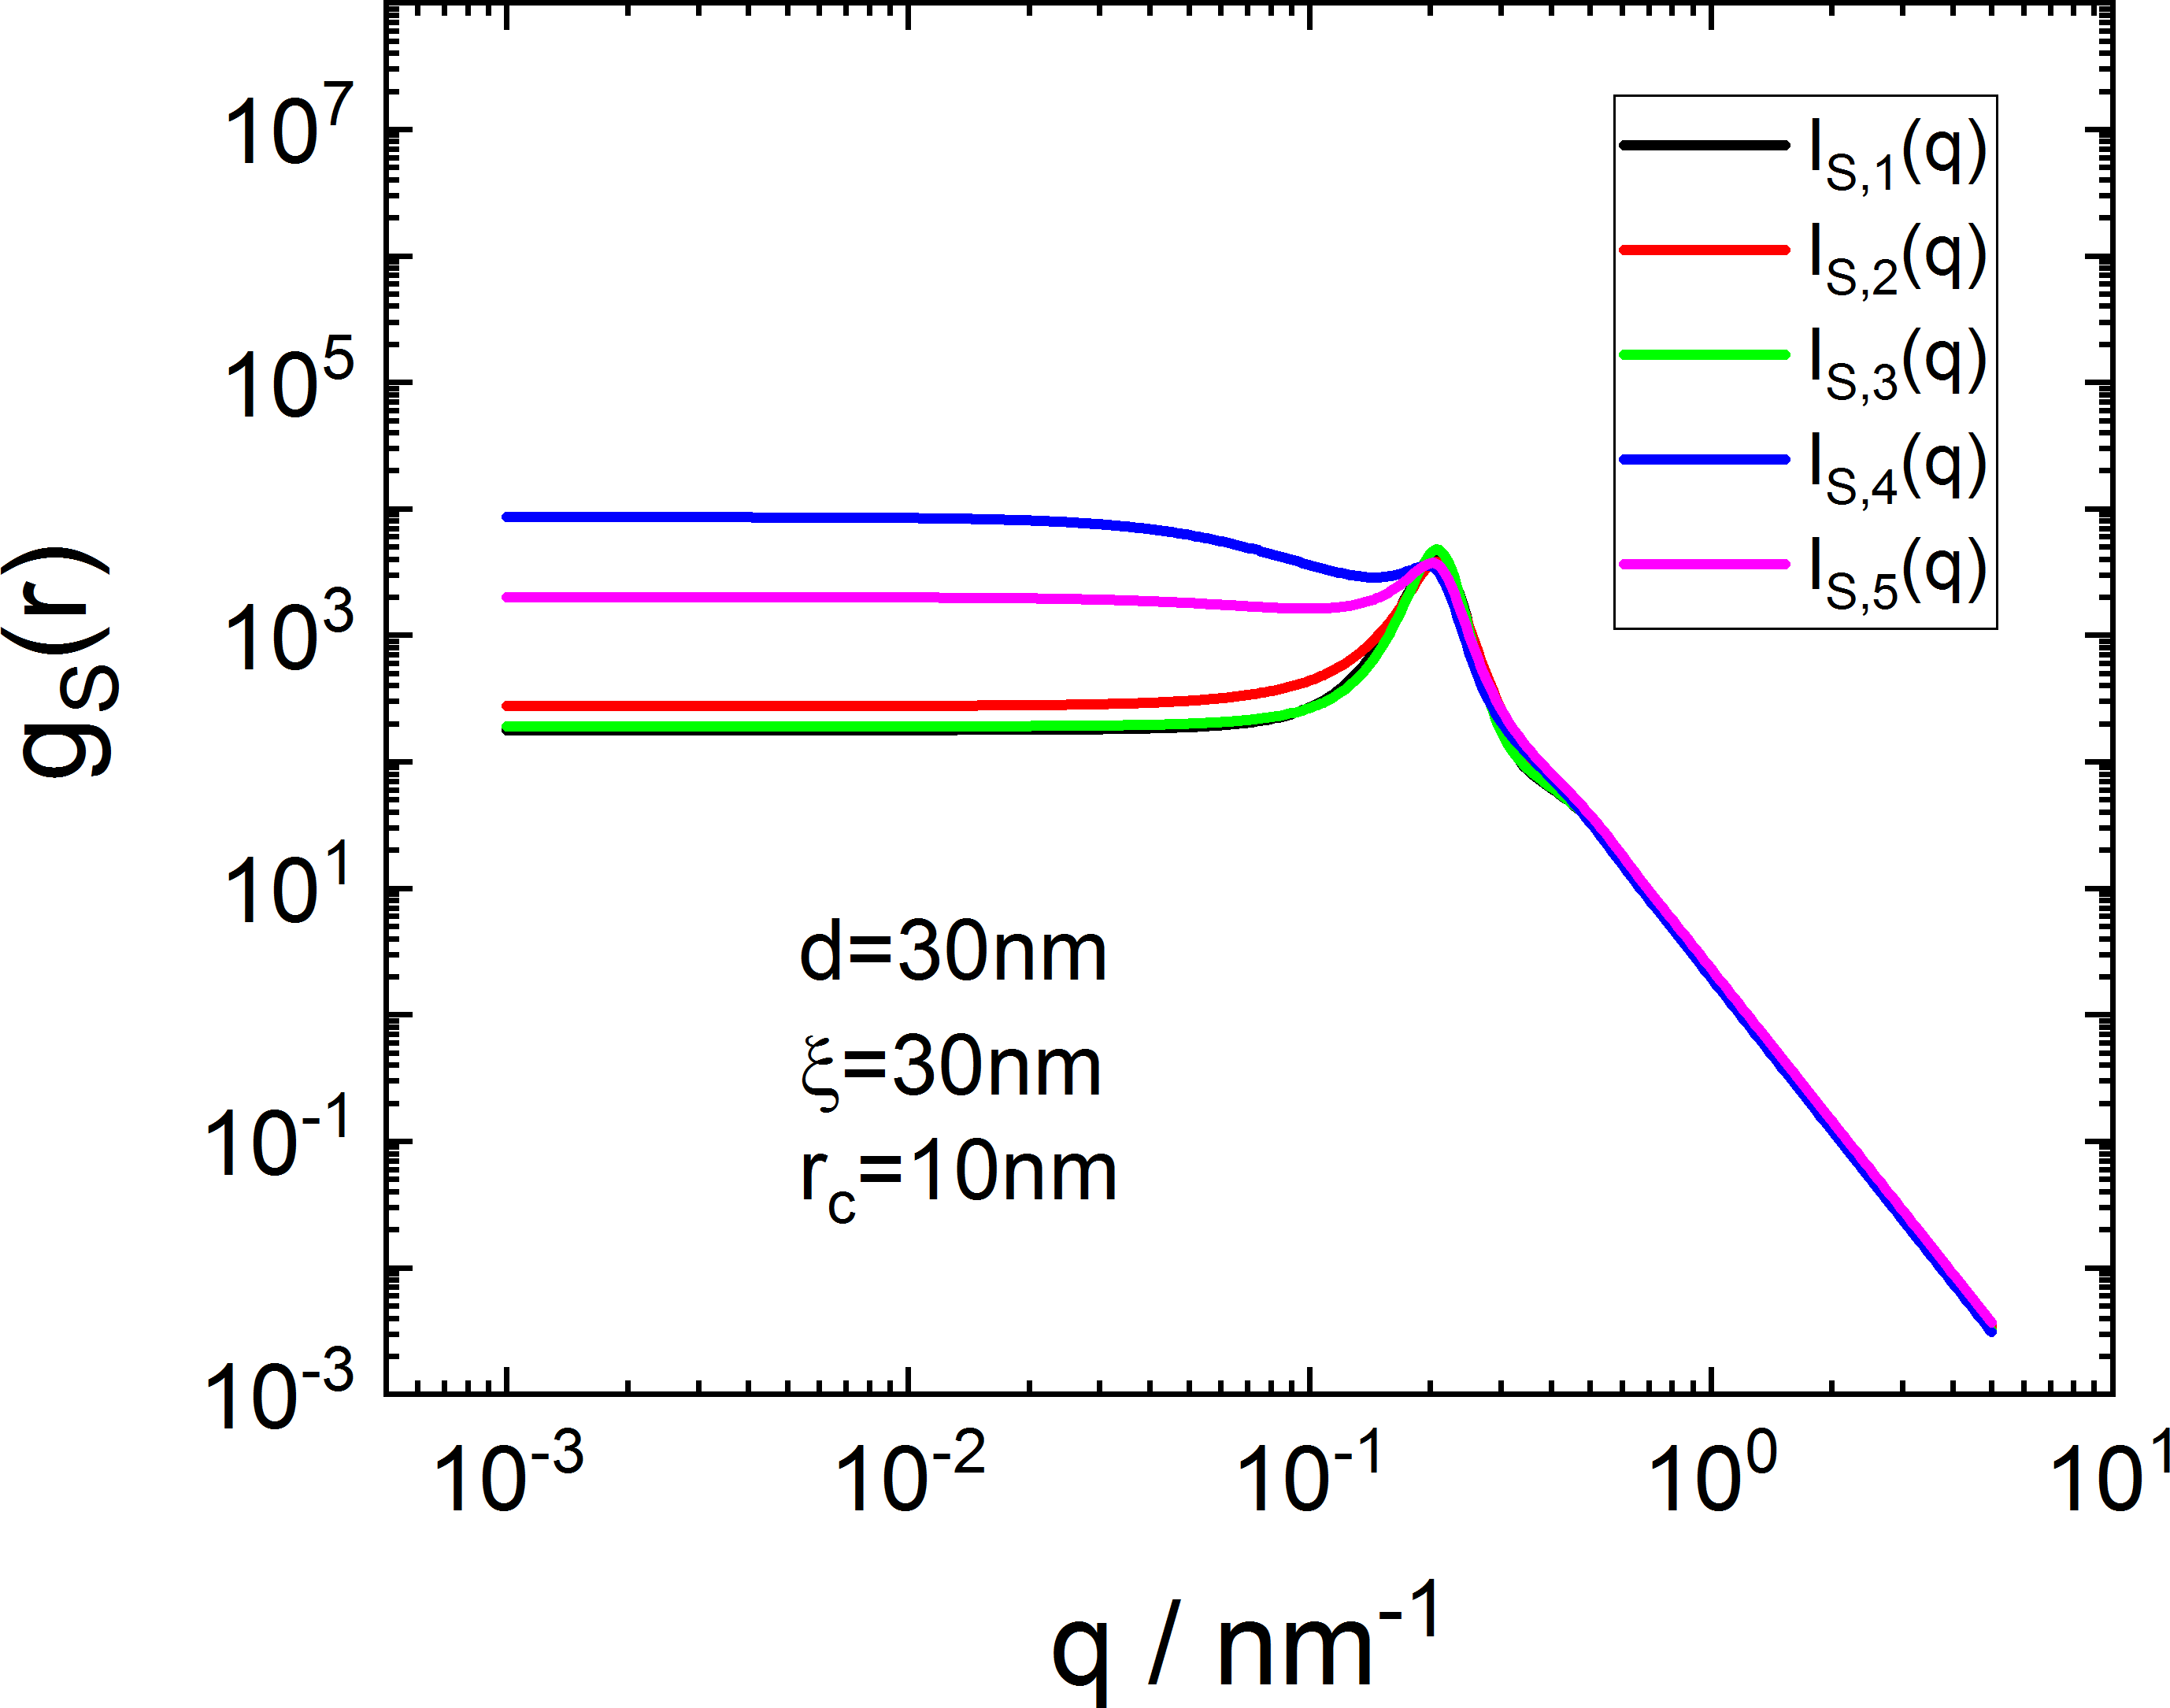 g_S(r)
10^7
10^5
10^3
10^1
10^-1
10^-3
I_S,1(q)
I_S,2(q)
I_S,3(q)
I_S,4(q)
I_S,5(q)
d=30nm
ξ=30nm
r_c=10nm
10^-3 10^-2 10^-1 10^0 10^1
q / nm^-1